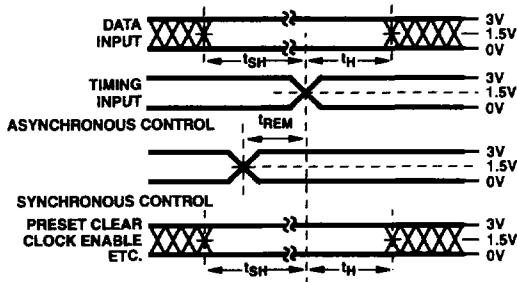 DATA
INPUT
3V
1.5V
0V
tSH
tH
TIMING
INPUT
3V
1.5V
0V
ASYNCHRONOUS CONTROL
tREM
3V
1.5V
0V
SYNCHRONOUS CONTROL
PRESET CLEAR
CLOCK ENABLE
ETC.
3V
1.5V
0V
tSH
tH